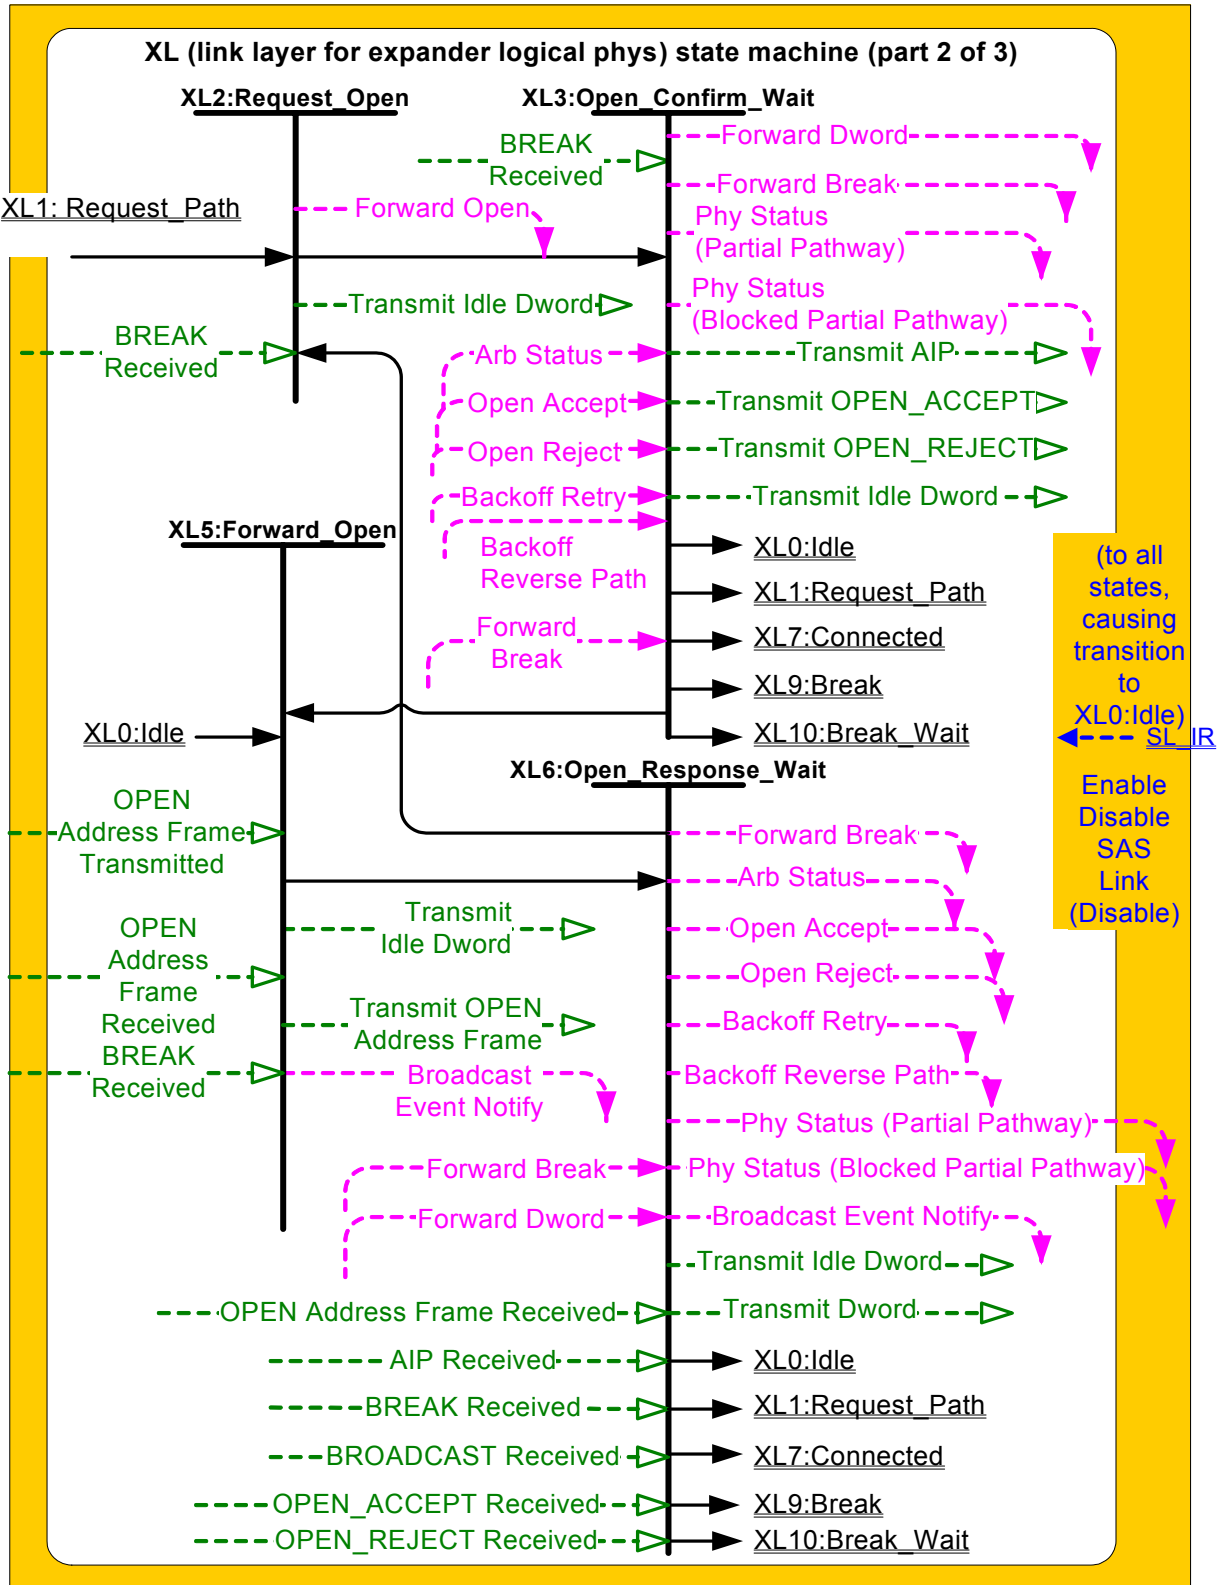 XL (link layer for expander logical phys) state machine (part 2 of 3)
XL2:Request_Open
XL3:Open_Confirm_Wait
Forward Dword
BREAK
Received
Forward Break
XL1: Request_Path
Forward Open
Phy Status
(Partial Pathway)
Transmit Idle Dword
Phy Status
(Blocked Partial Pathway)
BREAK
Received
Arb Status
Transmit AIP
Open Accept
Transmit OPEN_ACCEPT
Open Reject
Transmit OPEN_REJECT
Backoff Retry
Transmit Idle Dword
XL5:Forward_Open
Backoff
Reverse Path
XL0:Idle
XL1:Request_Path
Forward
Break
XL7:Connected
XL9:Break
XL0:Idle
XL10:Break_Wait
(to all
states,
causing
transition
to
XL0:Idle)
SL_IR
Enable
Disable
SAS
Link
(Disable)
XL6:Open_Response_Wait
OPEN
Address Frame
Transmitted
Forward Break
Arb Status
Transmit
Idle Dword
Open Accept
OPEN
Address
Frame
Received
Open Reject
Transmit OPEN
Address Frame
Backoff Retry
BREAK
Received
Broadcast
Event Notify
Backoff Reverse Path
Phy Status (Partial Pathway)
Forward Break
Phy Status (Blocked Partial Pathway)
Forward Dword
Broadcast Event Notify
Transmit Idle Dword
OPEN Address Frame Received
Transmit Dword
AIP Received
XL0:Idle
BREAK Received
XL1:Request_Path
BROADCAST Received
XL7:Connected
OPEN_ACCEPT Received
XL9:Break
OPEN_REJECT Received
XL10:Break_Wait